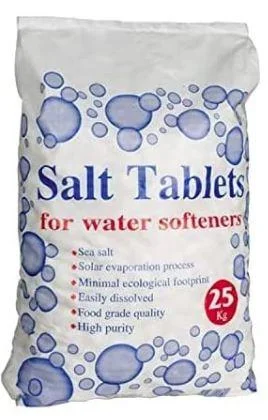 Salt Tablets
for water softeners
Sea salt
Solar evaporation process
Minimal ecological footprint
Easily dissolved
Food grade quality
High purity
25
Kg